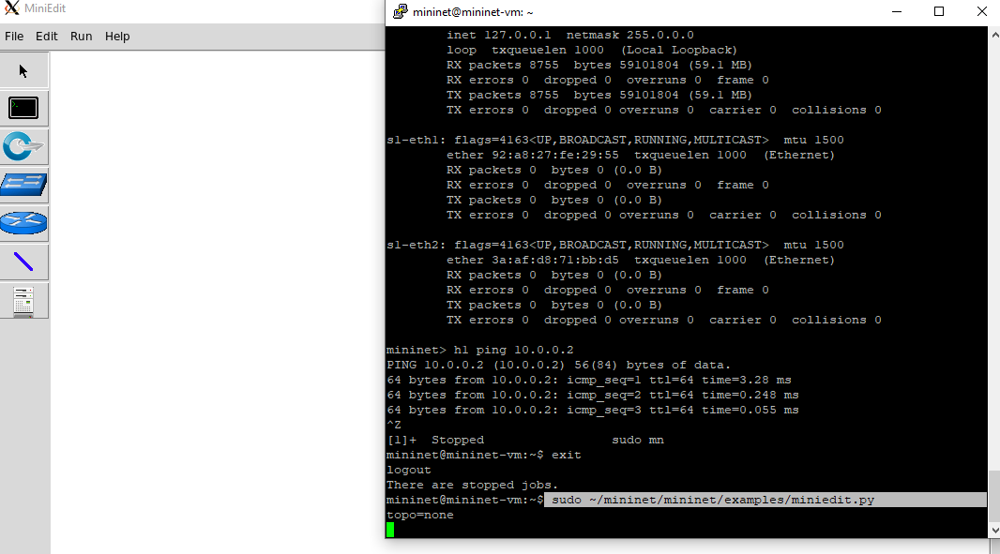 MiniEdit
File Edit Run Help
mininet@mininet-vm: ~
inet 127.0.0.1 netmask 255.0.0.0
loop txqueuelen 1000 (Local Loopback)
RX packets 8755 bytes 59101804 (59.1 MB)
RX errors 0 dropped 0 overruns 0 frame 0
TX packets 8755 bytes 59101804 (59.1 MB)
TX errors 0 dropped 0 overruns 0 carrier 0 collisions 0
s1-eth1: flags=4163<UP,BROADCAST,RUNNING,MULTICAST> mtu 1500
ether 92:a8:27:fe:29:55 txqueuelen 1000 (Ethernet)
RX packets 0 bytes 0 (0.0 B)
RX errors 0 dropped 0 overruns 0 frame 0
TX packets 0 bytes 0 (0.0 B)
TX errors 0 dropped 0 overruns 0 carrier 0 collisions 0
s1-eth2: flags=4163<UP,BROADCAST,RUNNING,MULTICAST> mtu 1500
ether 3a:af:d8:71:bb:d5 txqueuelen 1000 (Ethernet)
RX packets 0 bytes 0 (0.0 B)
RX errors 0 dropped 0 overruns 0 frame 0
TX packets 0 bytes 0 (0.0 B)
TX errors 0 dropped 0 overruns 0 carrier 0 collisions 0
mininet> h1 ping 10.0.0.2
PING 10.0.0.2 (10.0.0.2) 56(84) bytes of data.
64 bytes from 10.0.0.2: icmp_seq=1 ttl=64 time=3.28 ms
64 bytes from 10.0.0.2: icmp_seq=2 ttl=64 time=0.248 ms
64 bytes from 10.0.0.2: icmp_seq=3 ttl=64 time=0.055 ms
^Z
[1]+ Stopped sudo mn
mininet@mininet-vm:~$ exit
logout
There are stopped jobs.
mininet@mininet-vm:~$ sudo ~/mininet/mininet/examples/miniedit.py
topo=none